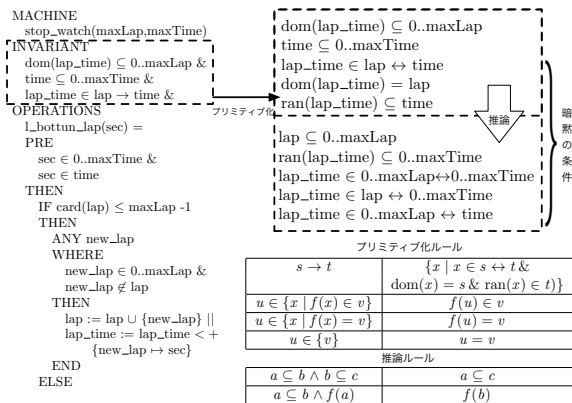 MACHINE
stop_watch(maxLap,maxTime)
INVARIANT
dom(lap_time) ⊆ 0..maxLap &
time ⊆ 0..maxTime &
lap_time ∈ lap → time &
OPERATIONS
l_bottun_lap(sec) =
PRE
sec ∈ 0..maxTime &
sec ∈ time
THEN
IF card(lap) ≤ maxLap -1
THEN
ANY new_lap
WHERE
new_lap ∈ 0..maxLap &
new_lap ∉ lap
THEN
lap := lap ∪ {new_lap} ||
lap_time := lap_time < +
{new_lap ↦ sec}
END
ELSE
プリミティブ化
dom(lap_time) ⊆ 0..maxLap
time ⊆ 0..maxTime
lap_time ∈ lap ↔ time
dom(lap_time) = lap
ran(lap_time) ⊆ time
推論
lap ⊆ 0..maxLap
ran(lap_time) ⊆ 0..maxTime
lap_time ∈ 0..maxLap↔0..maxTime
lap_time ∈ lap ↔ 0..maxTime
lap_time ∈ 0..maxLap ↔ time
暗黙の条件
プリミティブ化ルール
s → t {x | x ∈ s ↔ t &
dom(x) = s & ran(x) ∈ t)}
u ∈ {x | f(x) ∈ v} f(u) ∈ v
u ∈ {x | f(x) = v} f(u) = v
u ∈ {v} u = v
推論ルール
a ⊆ b ∧ b ⊆ c a ⊆ c
a ⊆ b ∧ f(a) f(b)